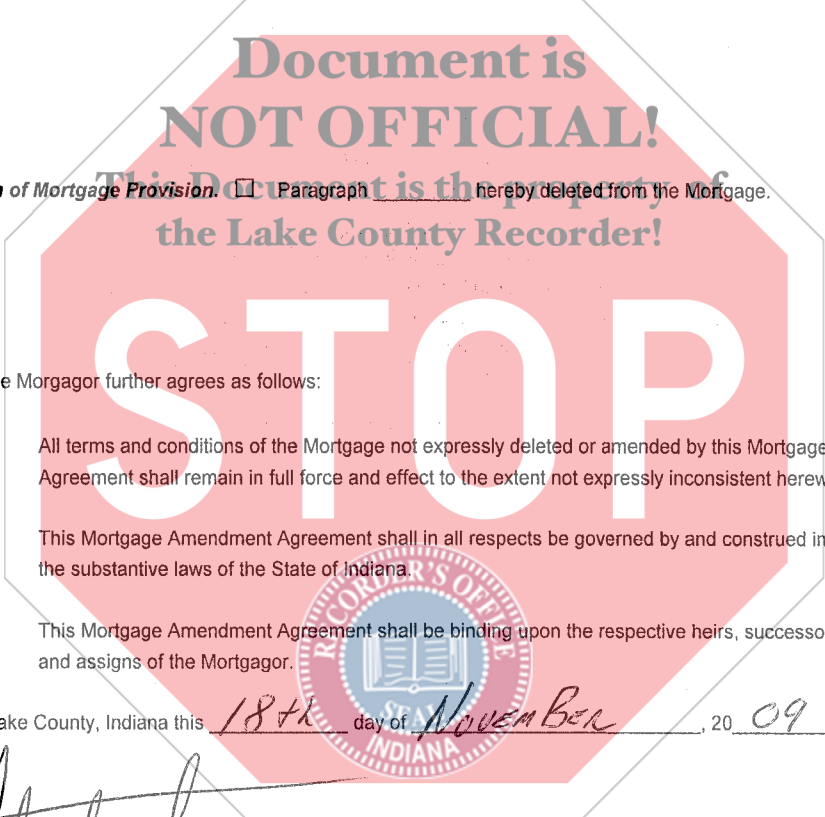 Document is
NOT OFFICIAL!
This Document is the property of
the Lake County Recorder!
of Mortgage Provision. ☐ Paragraph __________ hereby deleted from the Mortgage.
STOP
e Morgagor further agrees as follows:
All terms and conditions of the Mortgage not expressly deleted or amended by this Mortgage
Agreement shall remain in full force and effect to the extent not expressly inconsistent herew
This Mortgage Amendment Agreement shall in all respects be governed by and construed in
the substantive laws of the State of Indiana.
This Mortgage Amendment Agreement shall be binding upon the respective heirs, successo
and assigns of the Mortgagor.
RECORDER'S OFFICE
SEAL
INDIANA
ake County, Indiana this 18th day of November, 20 09